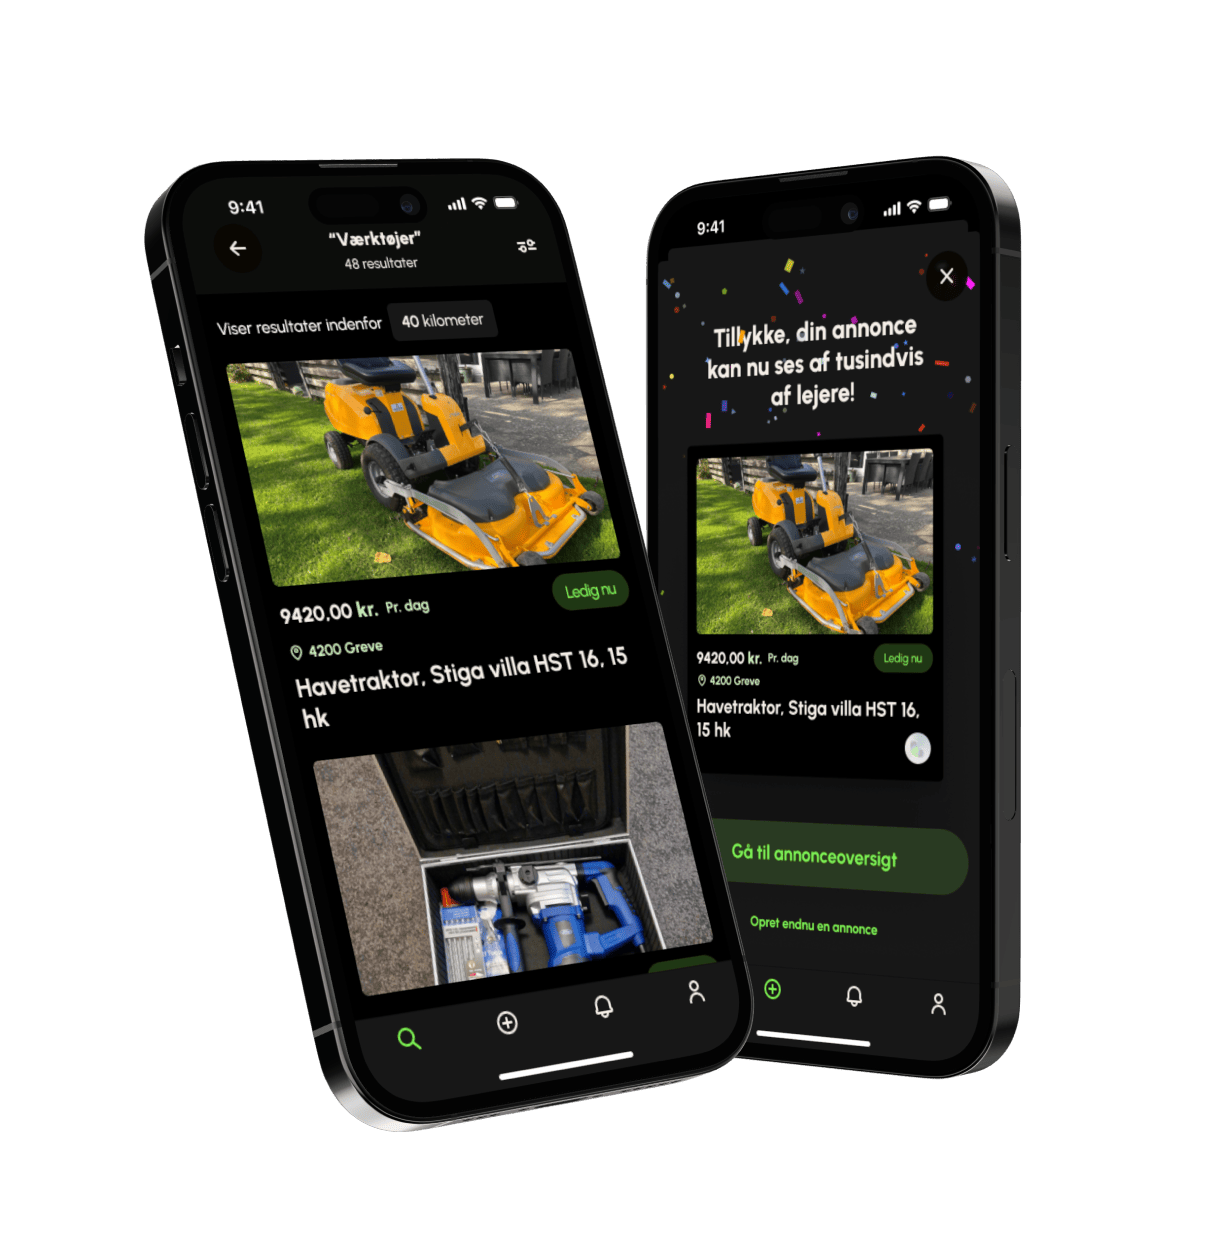 9:41
“Værktøjer”
48 resultater
Viser resultater indenfor 40 kilometer
9420,00 kr. Pr. dag
Ledig nu
4200 Greve
Havetraktor, Stiga villa HST 16, 15
hk
9:41
Tillykke, din annonce
kan nu ses af tusindvis
af lejere!
9420,00 kr. Pr. dag
Ledig nu
4200 Greve
Havetraktor, Stiga villa HST 16,
15 hk
Gå til annonceoversigt
Opret endnu en annonce